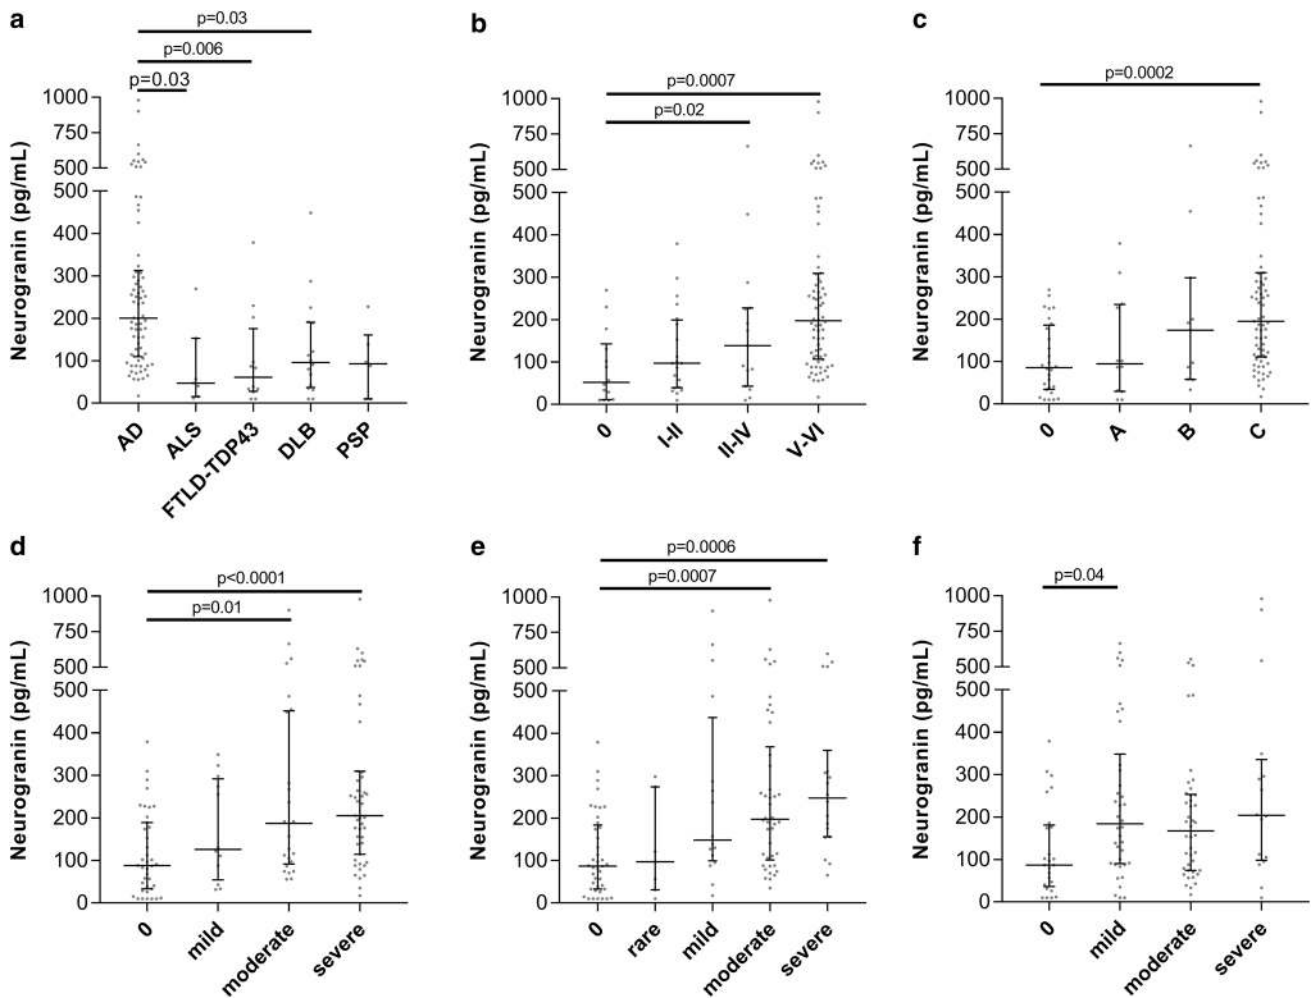 a
p=0.03
p=0.006
p=0.03
1000
750
500
500
400
300
200
100
0
Neurogranin (pg/mL)
AD
ALS
FTLD-TDP43
DLB
PSP
b
p=0.0007
p=0.02
1000
750
500
500
400
300
200
100
0
Neurogranin (pg/mL)
0
I-II
II-IV
V-VI
c
p=0.0002
1000
750
500
500
400
300
200
100
0
Neurogranin (pg/mL)
0
A
B
C
d
p<0.0001
p=0.01
1000
750
500
500
400
300
200
100
0
Neurogranin (pg/mL)
0
mild
moderate
severe
e
p=0.0006
p=0.0007
1000
750
500
500
400
300
200
100
0
Neurogranin (pg/mL)
0
rare
mild
moderate
severe
f
p=0.04
1000
750
500
500
400
300
200
100
0
Neurogranin (pg/mL)
0
mild
moderate
severe